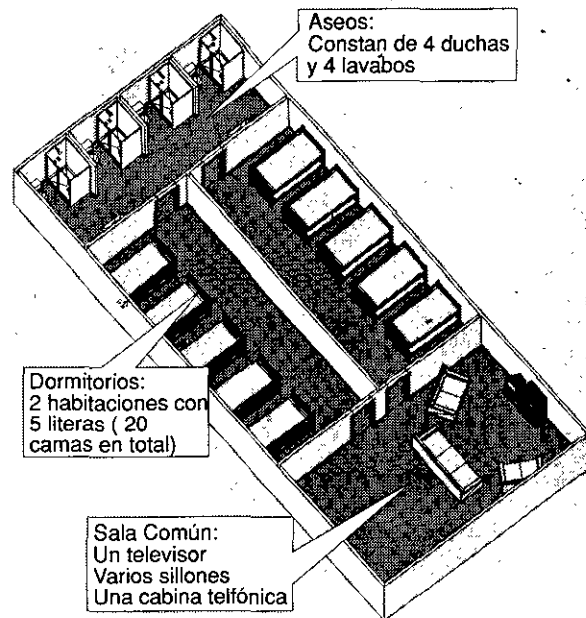 Aseos:
Constan de 4 duchas
y 4 lavabos
Dormitorios:
2 habitaciones con
5 literas ( 20
camas en total)
Sala Común:
Un televisor
Varios sillones
Una cabina telfónica